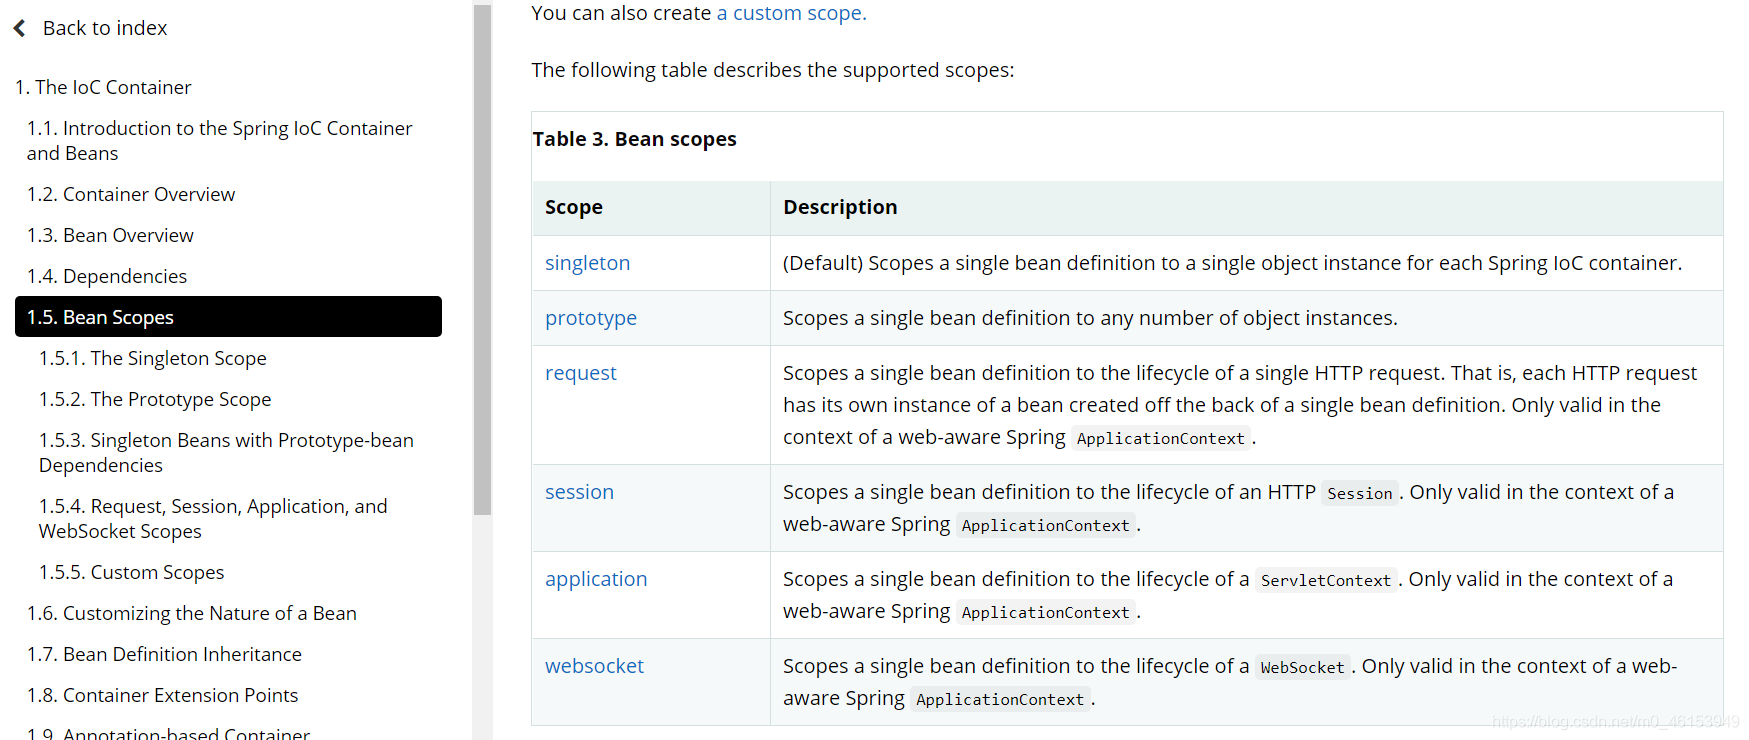 Back to index
1. The IoC Container
1.1. Introduction to the Spring IoC Container
and Beans
1.2. Container Overview
1.3. Bean Overview
1.4. Dependencies
1.5. Bean Scopes
1.5.1. The Singleton Scope
1.5.2. The Prototype Scope
1.5.3. Singleton Beans with Prototype-bean
Dependencies
1.5.4. Request, Session, Application, and
WebSocket Scopes
1.5.5. Custom Scopes
1.6. Customizing the Nature of a Bean
1.7. Bean Definition Inheritance
1.8. Container Extension Points
1.9. Annotation-based Container
You can also create a custom scope.
The following table describes the supported scopes:
Table 3. Bean scopes
Scope Description
singleton (Default) Scopes a single bean definition to a single object instance for each Spring IoC container.
prototype Scopes a single bean definition to any number of object instances.
request Scopes a single bean definition to the lifecycle of a single HTTP request. That is, each HTTP request
has its own instance of a bean created off the back of a single bean definition. Only valid in the
context of a web-aware Spring ApplicationContext.
session Scopes a single bean definition to the lifecycle of an HTTP Session. Only valid in the context of a
web-aware Spring ApplicationContext.
application Scopes a single bean definition to the lifecycle of a ServletContext. Only valid in the context of a
web-aware Spring ApplicationContext.
websocket Scopes a single bean definition to the lifecycle of a WebSocket. Only valid in the context of a web-
aware Spring ApplicationContext.
https://blog.csdn.net/m0_46153949